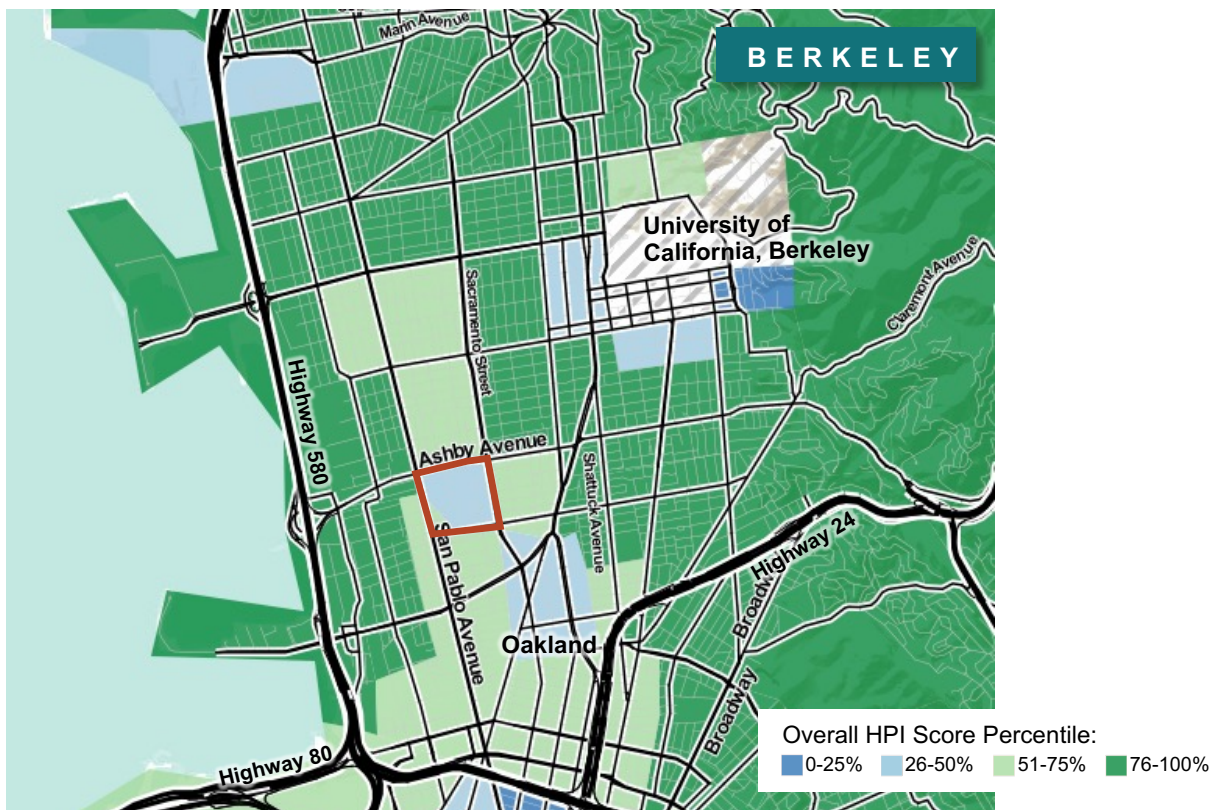 Marin Avenue
BERKELEY
University of
California, Berkeley
Claremont Avenue
Sacramento Street
Highway 580
Ashby Avenue
Shattuck Avenue
San Pablo Avenue
Highway 24
Broadway
Oakland
Broadway
Highway 80
Overall HPI Score Percentile:
0-25% 26-50% 51-75% 76-100%